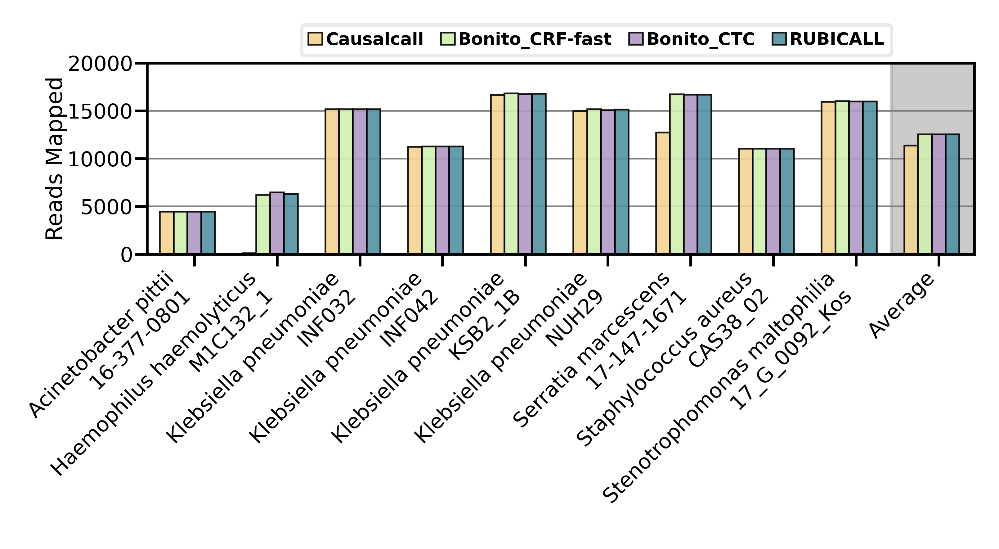 Causalcall Bonito_CRF-fast Bonito_CTC RUBICALL
Reads Mapped
20000
15000
10000
5000
0
Acinetobacter pittii
16-377-0801
Haemophilus haemolyticus
M1C132_1
Klebsiella pneumoniae
INF032
Klebsiella pneumoniae
INF042
Klebsiella pneumoniae
KSB2_1B
Klebsiella pneumoniae
NUH29
Serratia marcescens
17-147-1671
Staphylococcus aureus
CAS38_02
Stenotrophomonas maltophilia
17_G_0092_Kos
Average